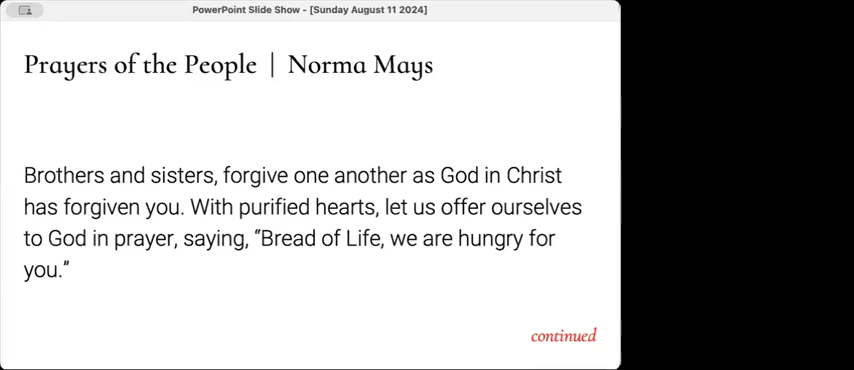 PowerPoint Slide Show - [Sunday August 11 2024]
Prayers of the People | Norma Mays
Brothers and sisters, forgive one another as God in Christ
has forgiven you. With purified hearts, let us offer ourselves
to God in prayer, saying, “Bread of Life, we are hungry for
you.”
continued